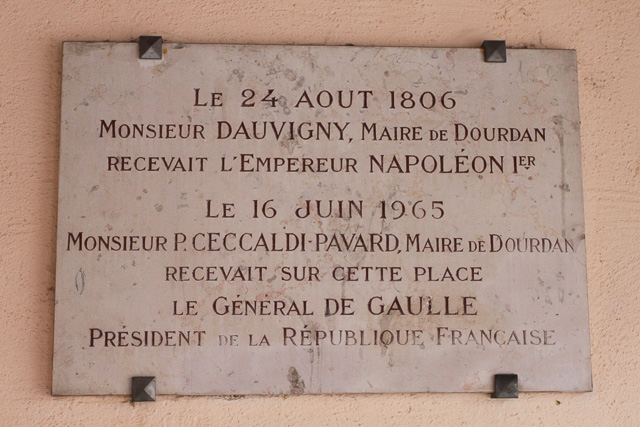 LE 24 AOUT 1806
MONSIEUR DAUVIGNY, MAIRE DE DOURDAN
RECEVAIT L'EMPEREUR NAPOLÉON IER
LE 16 JUIN 1965
MONSIEUR P. CECCALDI-PAVARD, MAIRE DE DOURDAN
RECEVAIT SUR CETTE PLACE
LE GÉNÉRAL DE GAULLE
PRÉSIDENT DE LA RÉPUBLIQUE FRANÇAISE